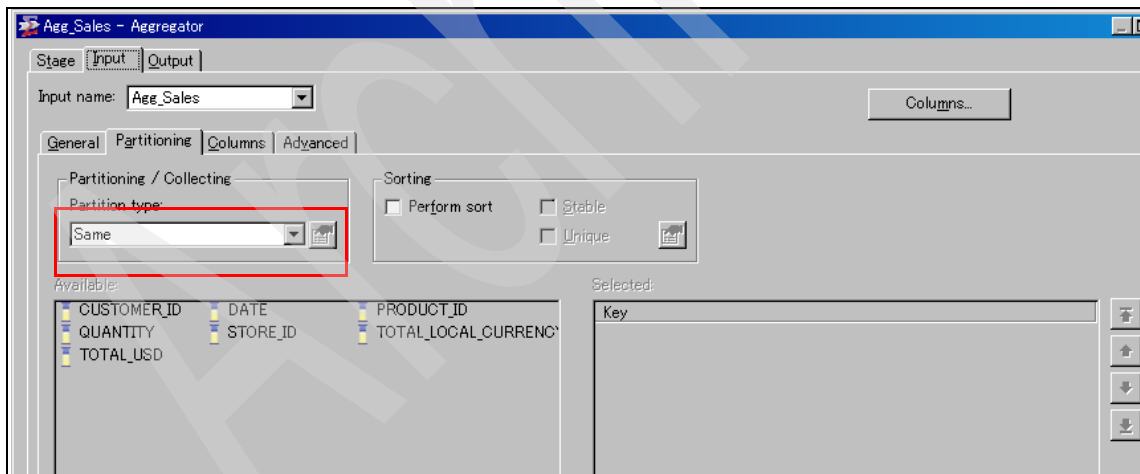 Agg_Sales - Aggregator
Stage Input Output
Input name: Agg_Sales
Columns...
General Partitioning Columns Advanced
Partitioning / Collecting
Sorting
Partition type:
Perform sort Stable
Same
Unique
Available:
Selected:
CUSTOMER_ID DATE PRODUCT_ID
Key
QUANTITY STORE_ID TOTAL_LOCAL_CURRENCY
TOTAL_USD